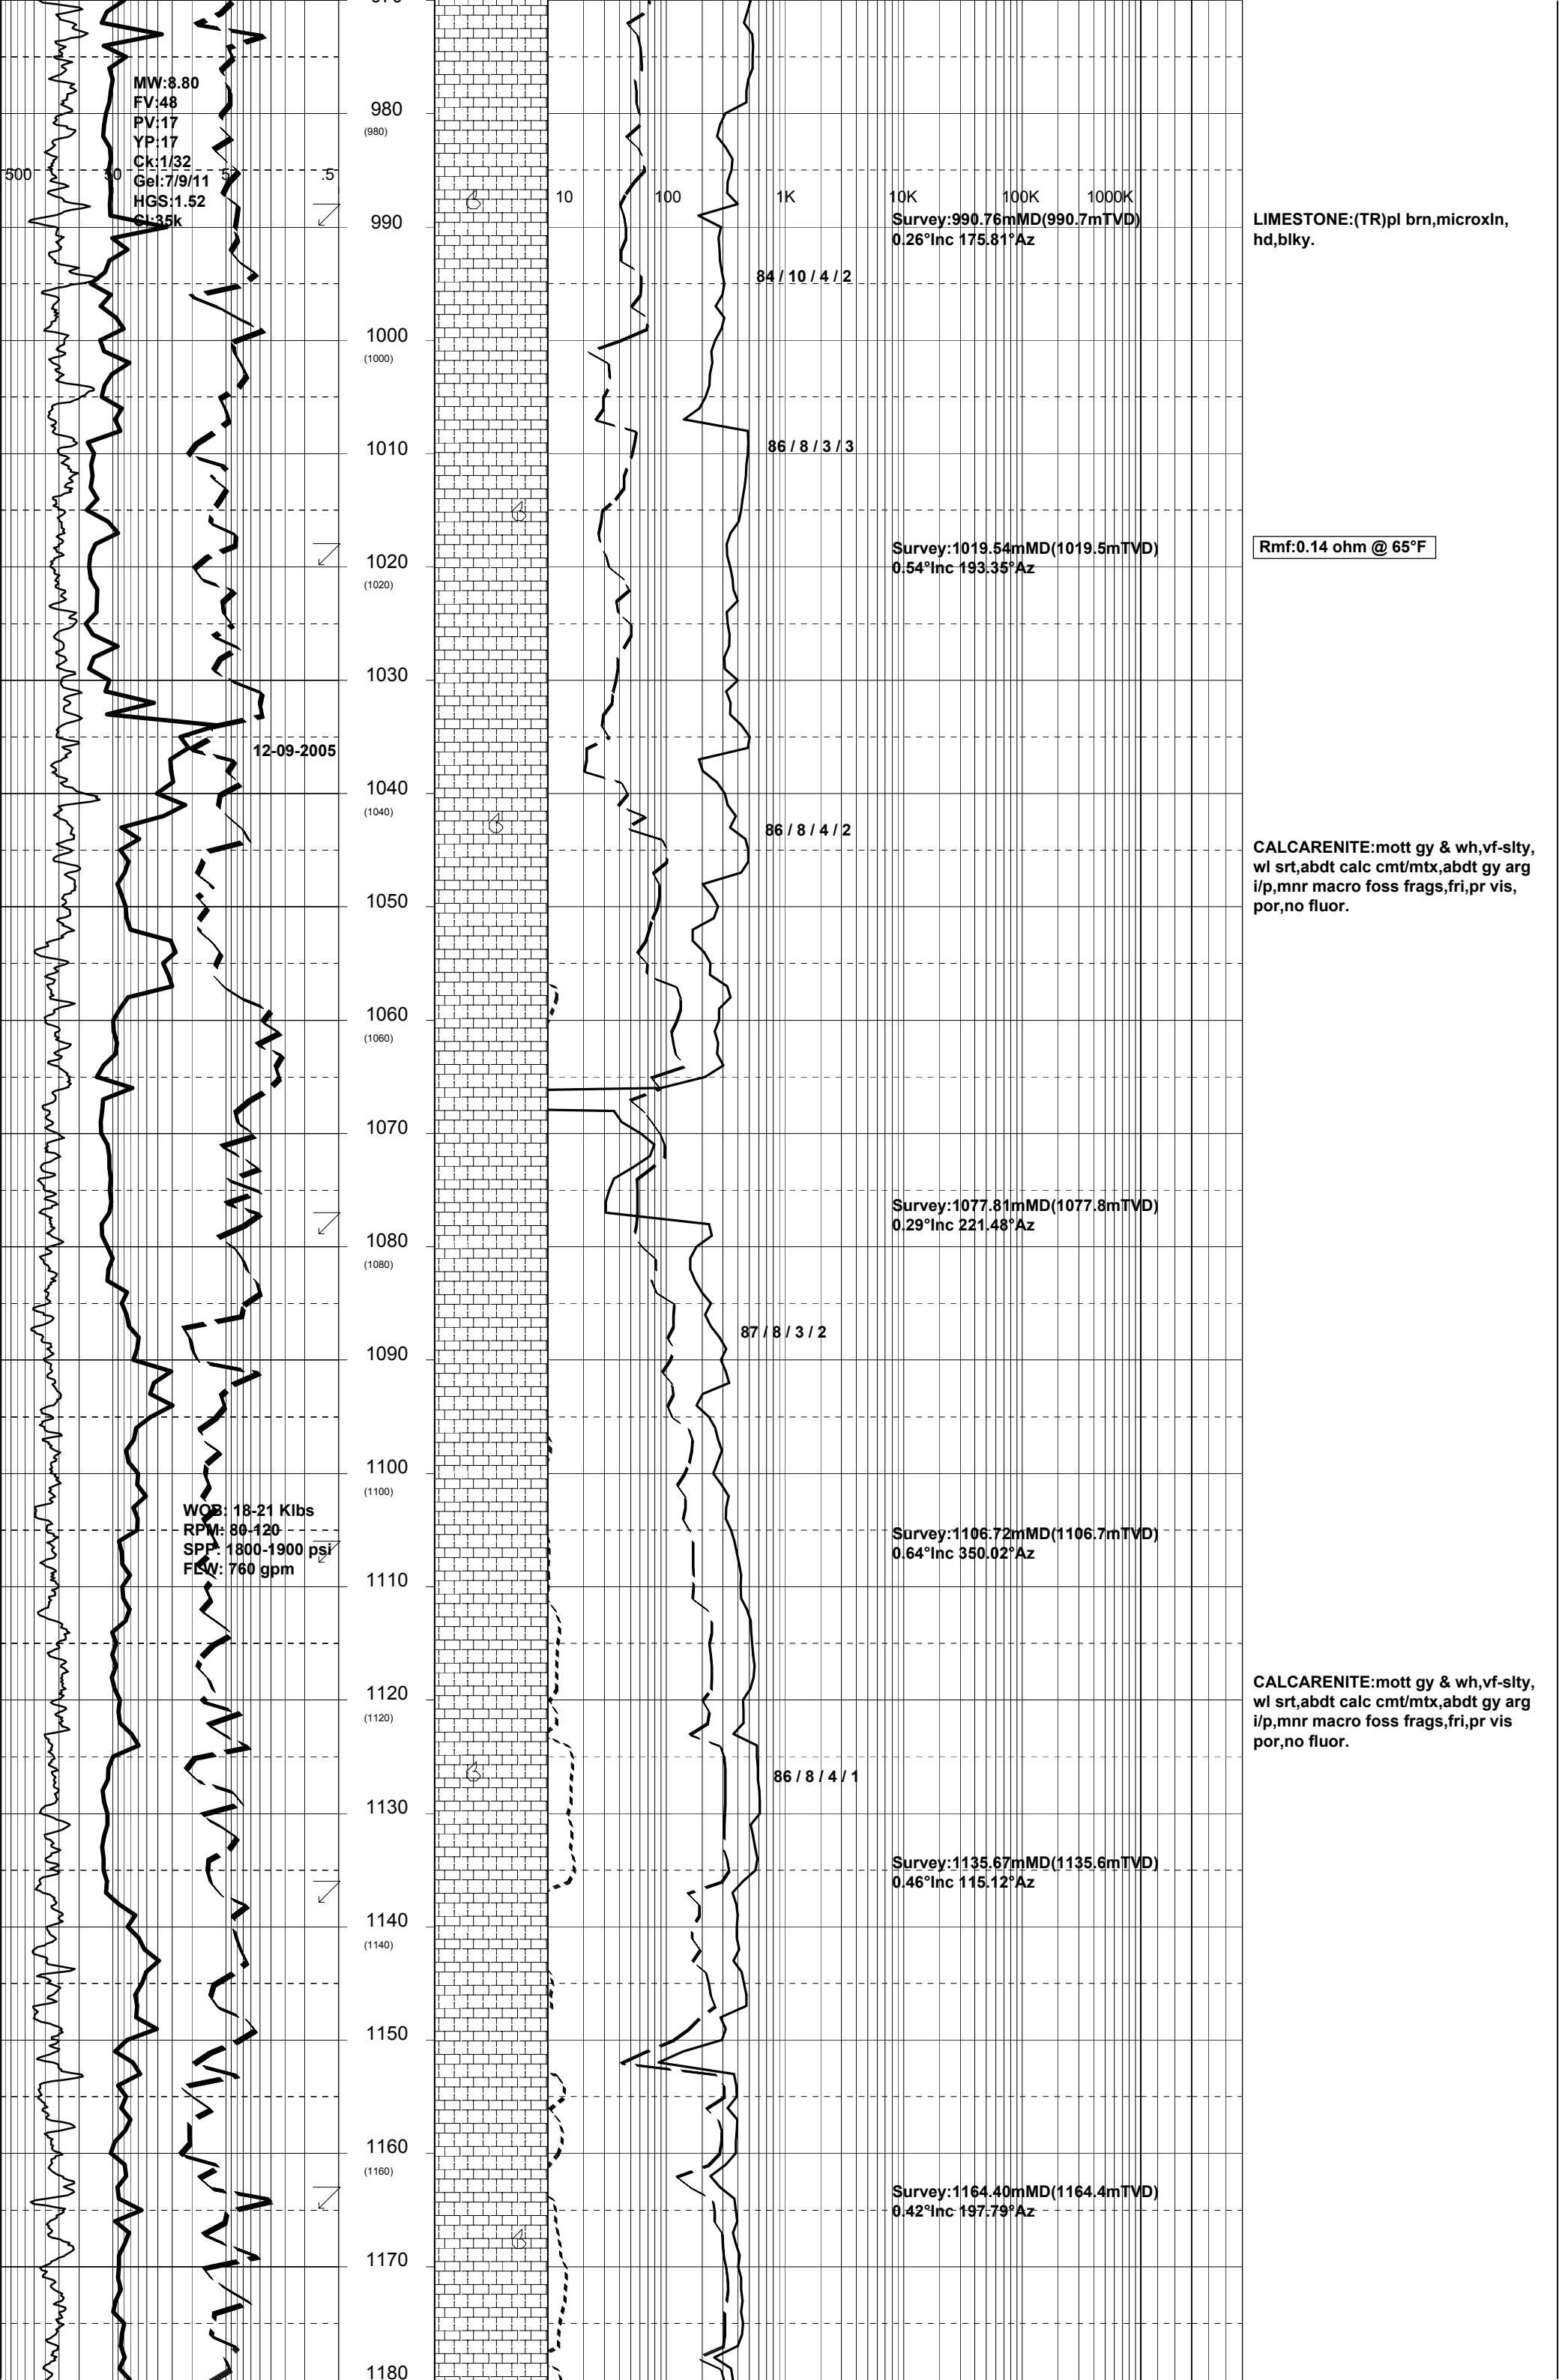 970
MW:8.80
FV:48
PV:17
YP:17
Ck:1/32
Gel:7/9/11
HGS:1.52
Cl:35k
500 50 5 .5
980
(980)
10 100 1K 10K 100K 1000K
990
Survey:990.76mMD(990.7mTVD)
0.26°Inc 175.81°Az
LIMESTONE:(TR)pl brn,microxln,
hd,blky.
84 / 10 / 4 / 2
1000
(1000)
86 / 8 / 3 / 3
1010
Survey:1019.54mMD(1019.5mTVD)
0.54°Inc 193.35°Az
Rmf:0.14 ohm @ 65°F
1020
(1020)
1030
12-09-2005
1040
(1040)
86 / 8 / 4 / 2
CALCARENITE:mott gy & wh,vf-slty,
wl srt,abdt calc cmt/mtx,abdt gy arg
i/p,mnr macro foss frags,fri,pr vis,
por,no fluor.
1050
1060
(1060)
1070
Survey:1077.81mMD(1077.8mTVD)
0.29°Inc 221.48°Az
1080
(1080)
87 / 8 / 3 / 2
1090
1100
(1100)
WOB: 18-21 Klbs
RPM: 80-120
SPP: 1800-1900 psi
FLW: 760 gpm
Survey:1106.72mMD(1106.7mTVD)
0.64°Inc 350.02°Az
1110
1120
(1120)
CALCARENITE:mott gy & wh,vf-slty,
wl srt,abdt calc cmt/mtx,abdt gy arg
i/p,mnr macro foss frags,fri,pr vis
por,no fluor.
86 / 8 / 4 / 1
1130
Survey:1135.67mMD(1135.6mTVD)
0.46°Inc 115.12°Az
1140
(1140)
1150
1160
(1160)
Survey:1164.40mMD(1164.4mTVD)
0.42°Inc 197.79°Az
1170
1180